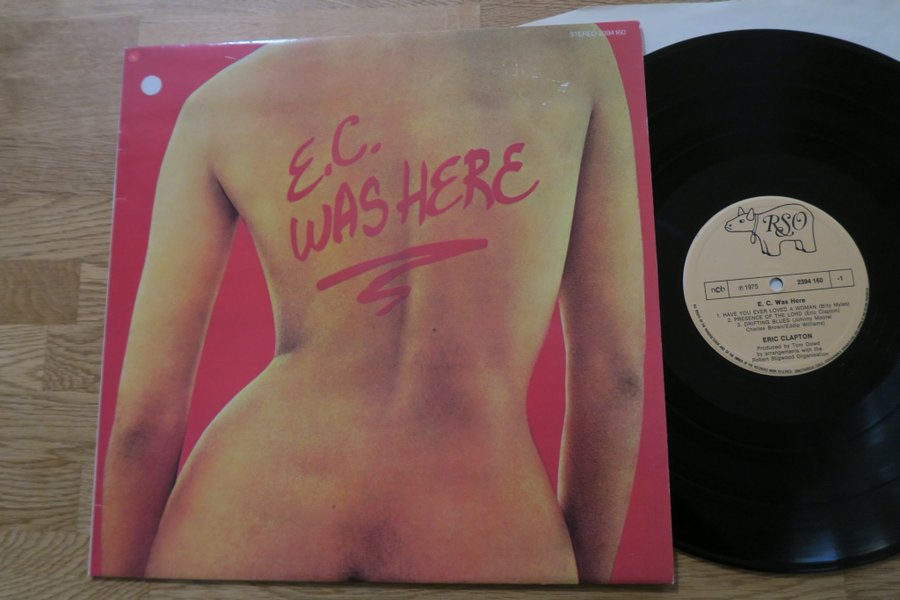 STEREO 2394 160
E.C.
WAS HERE
RSO
ncb ℗ 1975 2394 160 -1
E. C. Was Here
1. HAVE YOU EVER LOVED A WOMAN (Billy Myles)
2. PRESENCE OF THE LORD (Eric Clapton)
3. DRIFTING BLUES (Johnny Moore/
Charles Brown/Eddie Williams)
ERIC CLAPTON
Produced by Tom Dowd
by arrangements with the
Robert Stigwood Organisation